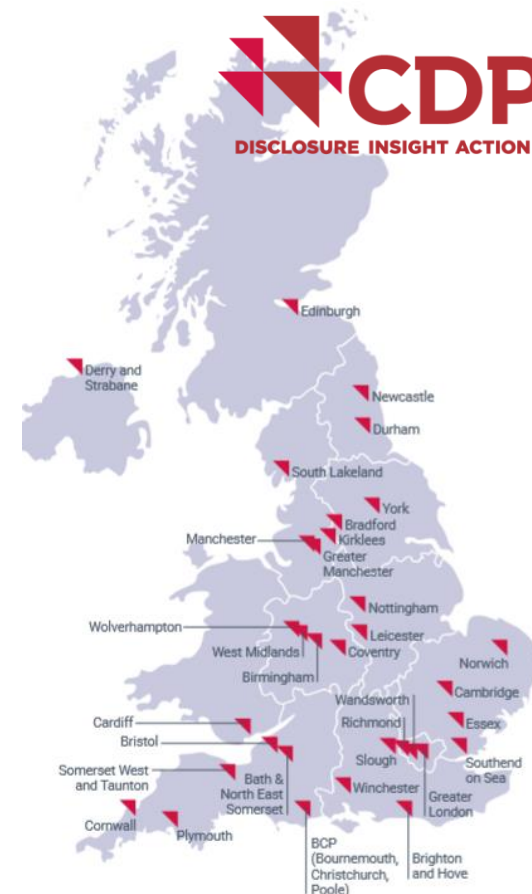 CDP
DISCLOSURE INSIGHT ACTION
Edinburgh
Derry and
Strabane
Newcastle
Durham
South Lakeland
York
Bradford
Kirklees
Manchester
Greater
Manchester
Nottingham
Wolverhampton
Leicester
West Midlands
Coventry
Birmingham
Norwich
Cambridge
Wandsworth
Richmond
Essex
Cardiff
Bristol
Slough
Southend
on Sea
Somerset West
and Taunton
Bath &
North East
Somerset
Winchester
Greater
London
Cornwall
Plymouth
BCP
(Bournemouth,
Christchurch,
Poole)
Brighton
and Hove